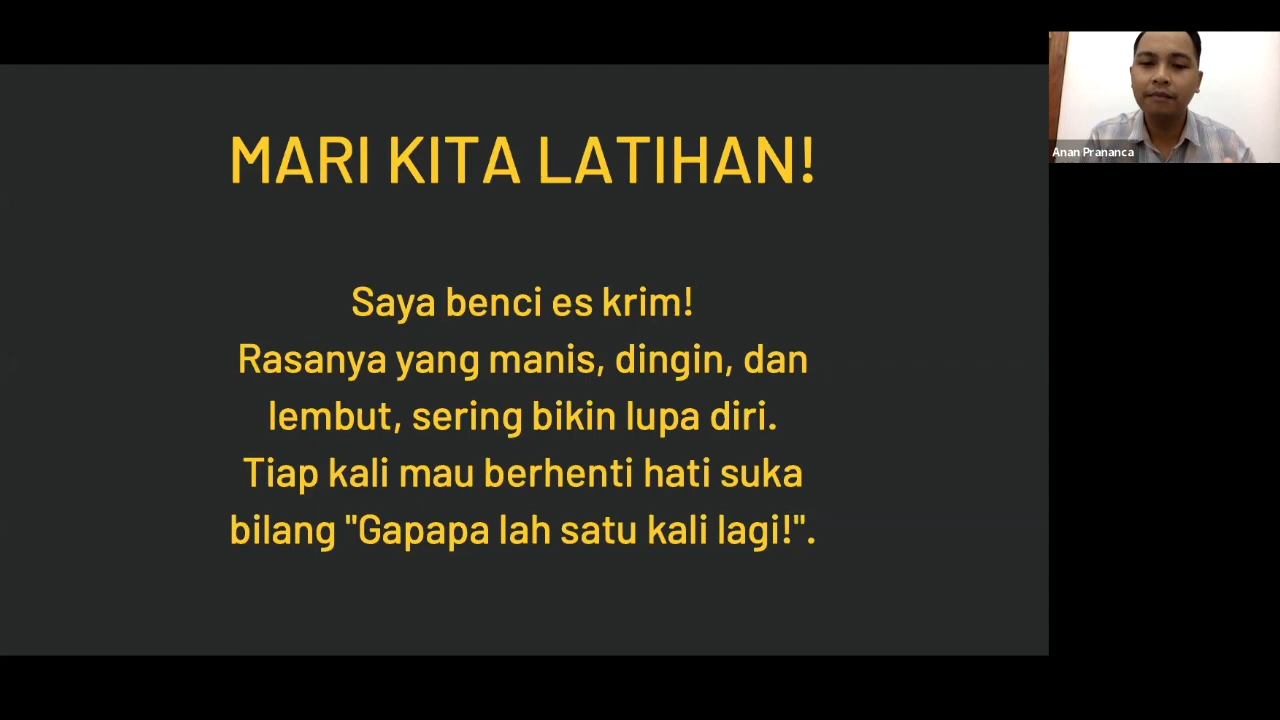 MARI KITA LATIHAN!
Saya benci es krim!
Rasanya yang manis, dingin, dan
lembut, sering bikin lupa diri.
Tiap kali mau berhenti hati suka
bilang "Gapapa lah satu kali lagi!".
Anan Prananca